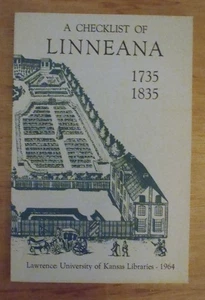 A CHECKLIST OF
LINNEANA
1735
1835
Lawrence University of Kansas Libraries - 1964